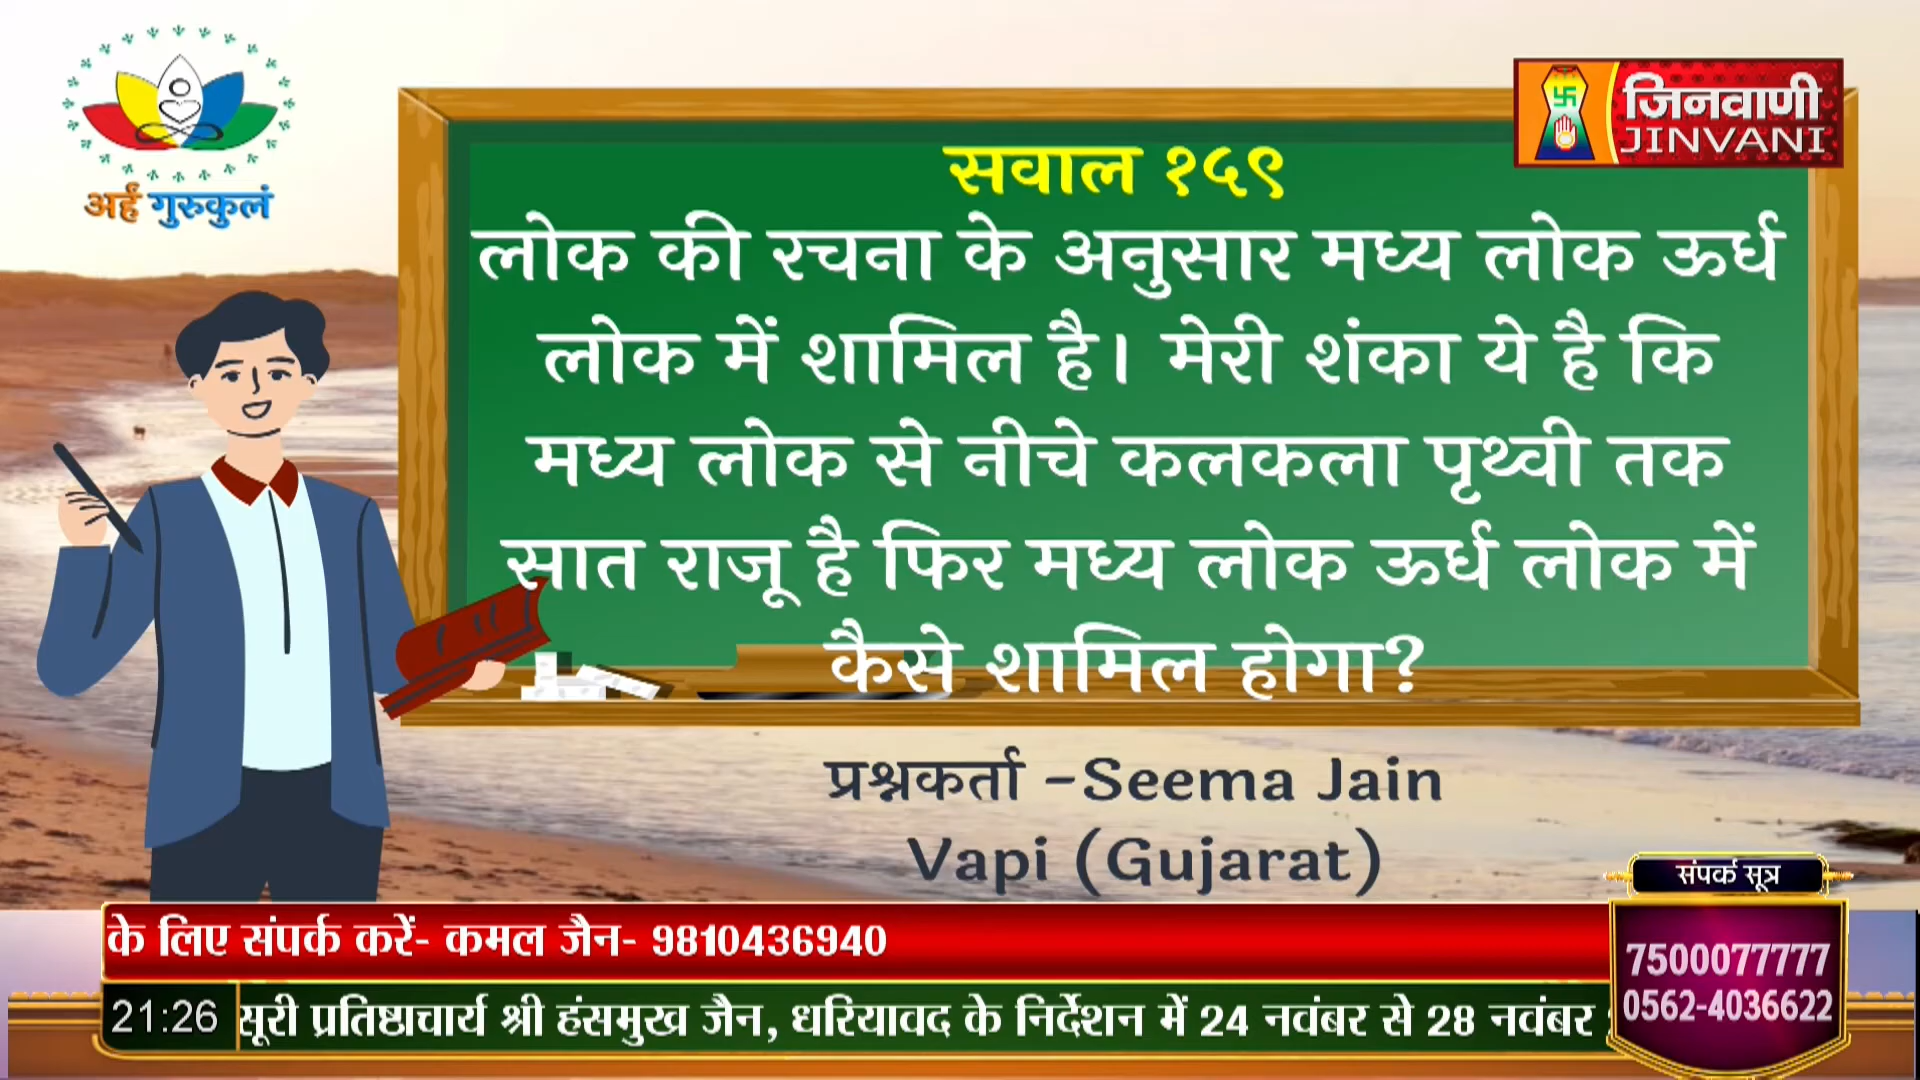 अर्हं गुरुकुलं
जिनवाणी
JINVANI
सवाल १५९
लोक की रचना के अनुसार मध्य लोक ऊर्ध
लोक में शामिल है। मेरी शंका ये है कि
मध्य लोक से नीचे कलकला पृथ्वी तक
सात राजू है फिर मध्य लोक ऊर्ध लोक में
कैसे शामिल होगा?
प्रश्नकर्ता -Seema Jain
Vapi (Gujarat)
संपर्क सूत्र
7500077777
0562-4036622
के लिए संपर्क करें- कमल जैन- 9810436940
21:26
सूरी प्रतिष्ठाचार्य श्री हंसमुख जैन, धरियावद के निर्देशन में 24 नवंबर से 28 नवंबर